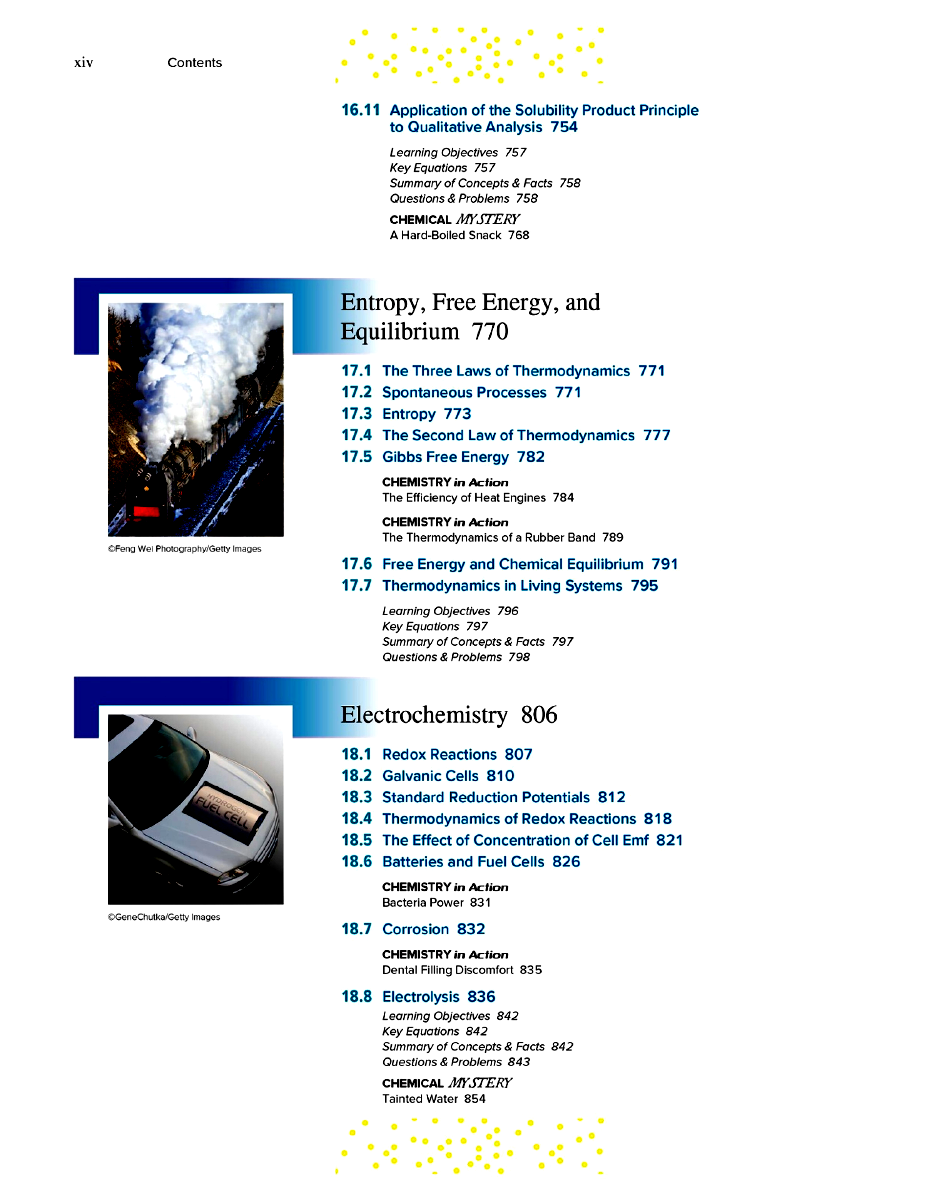 xiv Contents
16.11 Application of the Solubility Product Principle
to Qualitative Analysis 754
Learning Objectives 757
Key Equations 757
Summary of Concepts & Facts 758
Questions & Problems 758
CHEMICAL MYSTERY
A Hard-Boiled Snack 768
Entropy, Free Energy, and
Equilibrium 770
17.1 The Three Laws of Thermodynamics 771
17.2 Spontaneous Processes 771
17.3 Entropy 773
17.4 The Second Law of Thermodynamics 777
17.5 Gibbs Free Energy 782
CHEMISTRY in Action
The Efficiency of Heat Engines 784
CHEMISTRY in Action
The Thermodynamics of a Rubber Band 789
©Feng Wei Photography/Getty Images
17.6 Free Energy and Chemical Equilibrium 791
17.7 Thermodynamics in Living Systems 795
Learning Objectives 796
Key Equations 797
Summary of Concepts & Facts 797
Questions & Problems 798
Electrochemistry 806
18.1 Redox Reactions 807
18.2 Galvanic Cells 810
18.3 Standard Reduction Potentials 812
18.4 Thermodynamics of Redox Reactions 818
18.5 The Effect of Concentration of Cell Emf 821
18.6 Batteries and Fuel Cells 826
HYDROGEN
FUEL CELL
CHEMISTRY in Action
Bacteria Power 831
©GeneChutka/Getty Images
18.7 Corrosion 832
CHEMISTRY in Action
Dental Filling Discomfort 835
18.8 Electrolysis 836
Learning Objectives 842
Key Equations 842
Summary of Concepts & Facts 842
Questions & Problems 843
CHEMICAL MYSTERY
Tainted Water 854